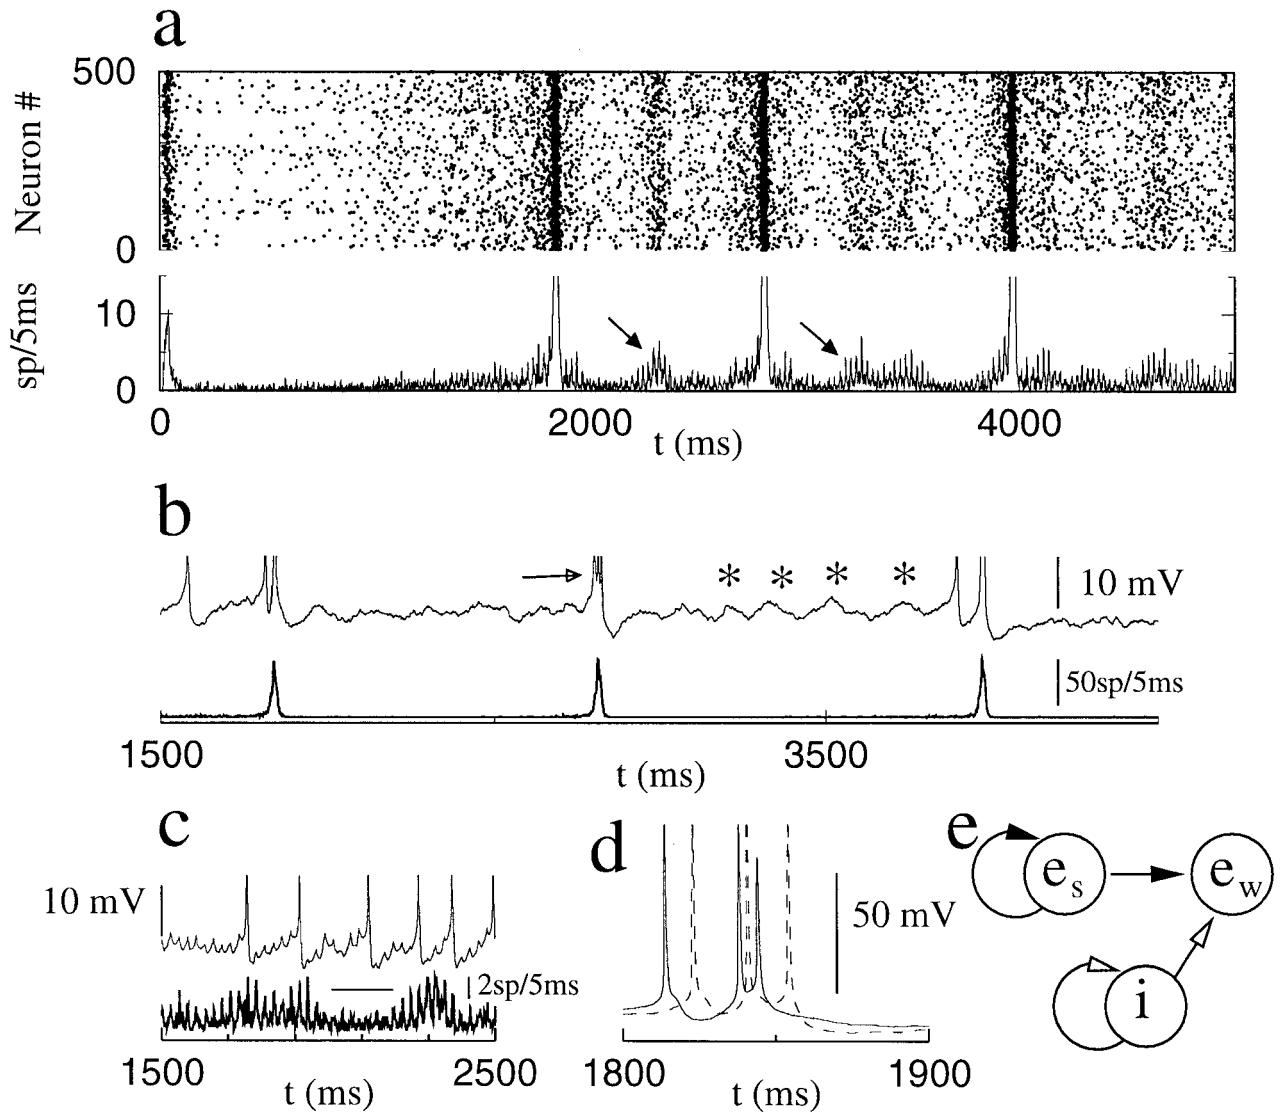 a
500
Neuron #
0
10
sp/5ms
0
0 2000 4000
t (ms)
b
* * * *
10 mV
50sp/5ms
1500 3500
t (ms)
c
10 mV
2sp/5ms
1500 2500
t (ms)
d
50 mV
1800 1900
t (ms)
e
es ew
i